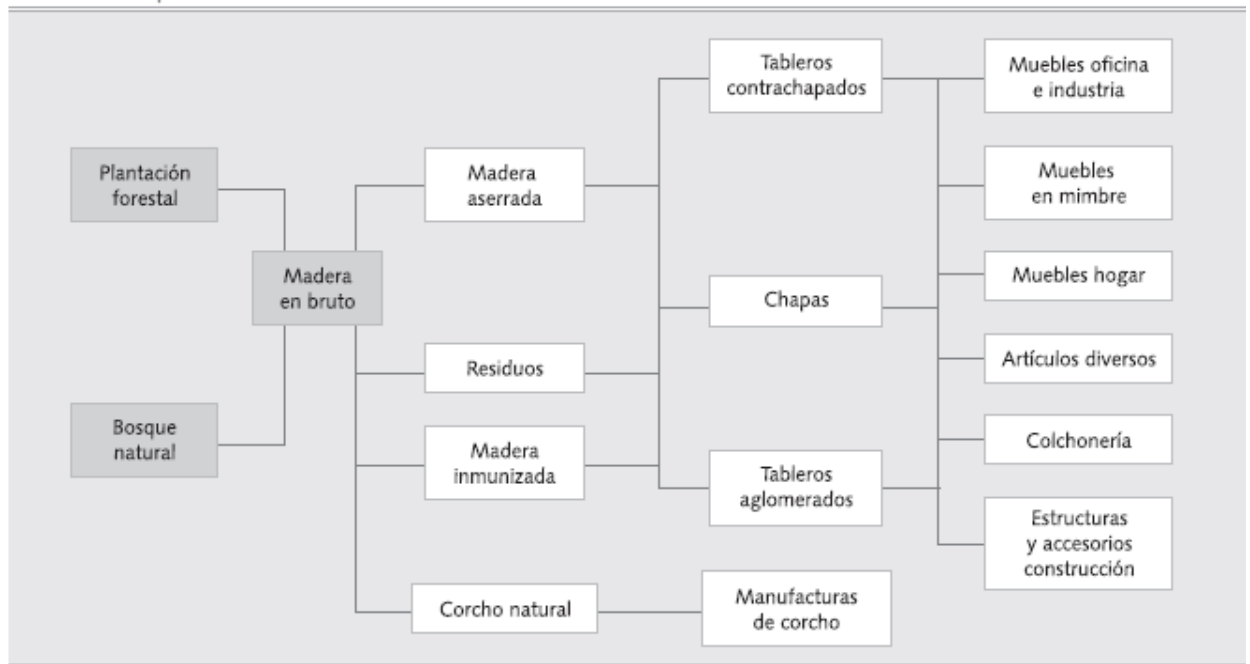 Plantación
forestal
Bosque
natural
Madera
en bruto
Madera
aserrada
Residuos
Madera
inmunizada
Corcho natural
Tableros
contrachapados
Chapas
Tableros
aglomerados
Manufacturas
de corcho
Muebles oficina
e industria
Muebles
en mimbre
Muebles hogar
Artículos diversos
Colchonería
Estructuras
y accesorios
construcción